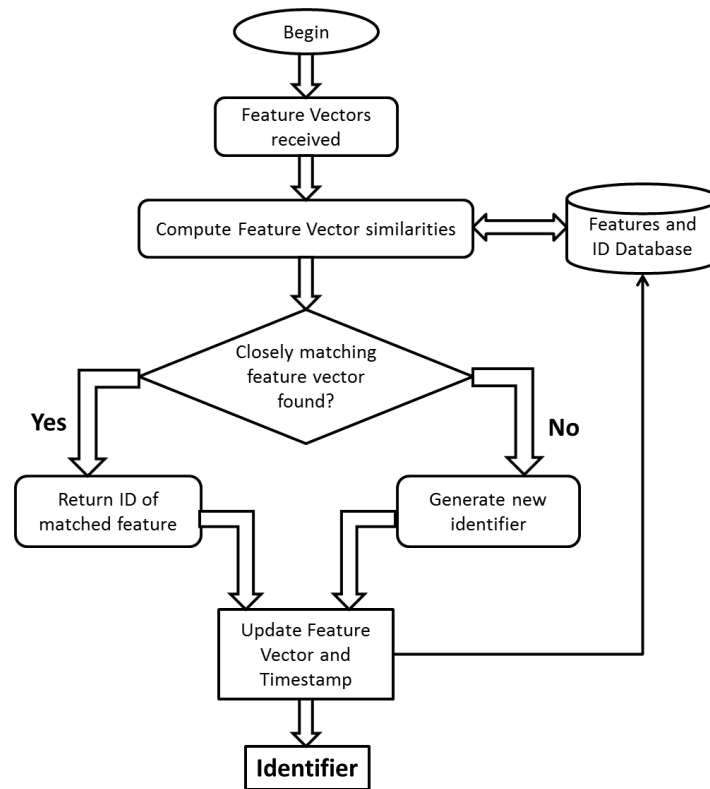 Begin
Feature Vectors
received
Compute Feature Vector similarities
Features and
ID Database
Closely matching
feature vector
found?
Yes
No
Return ID of
matched feature
Generate new
identifier
Update Feature
Vector and
Timestamp
Identifier